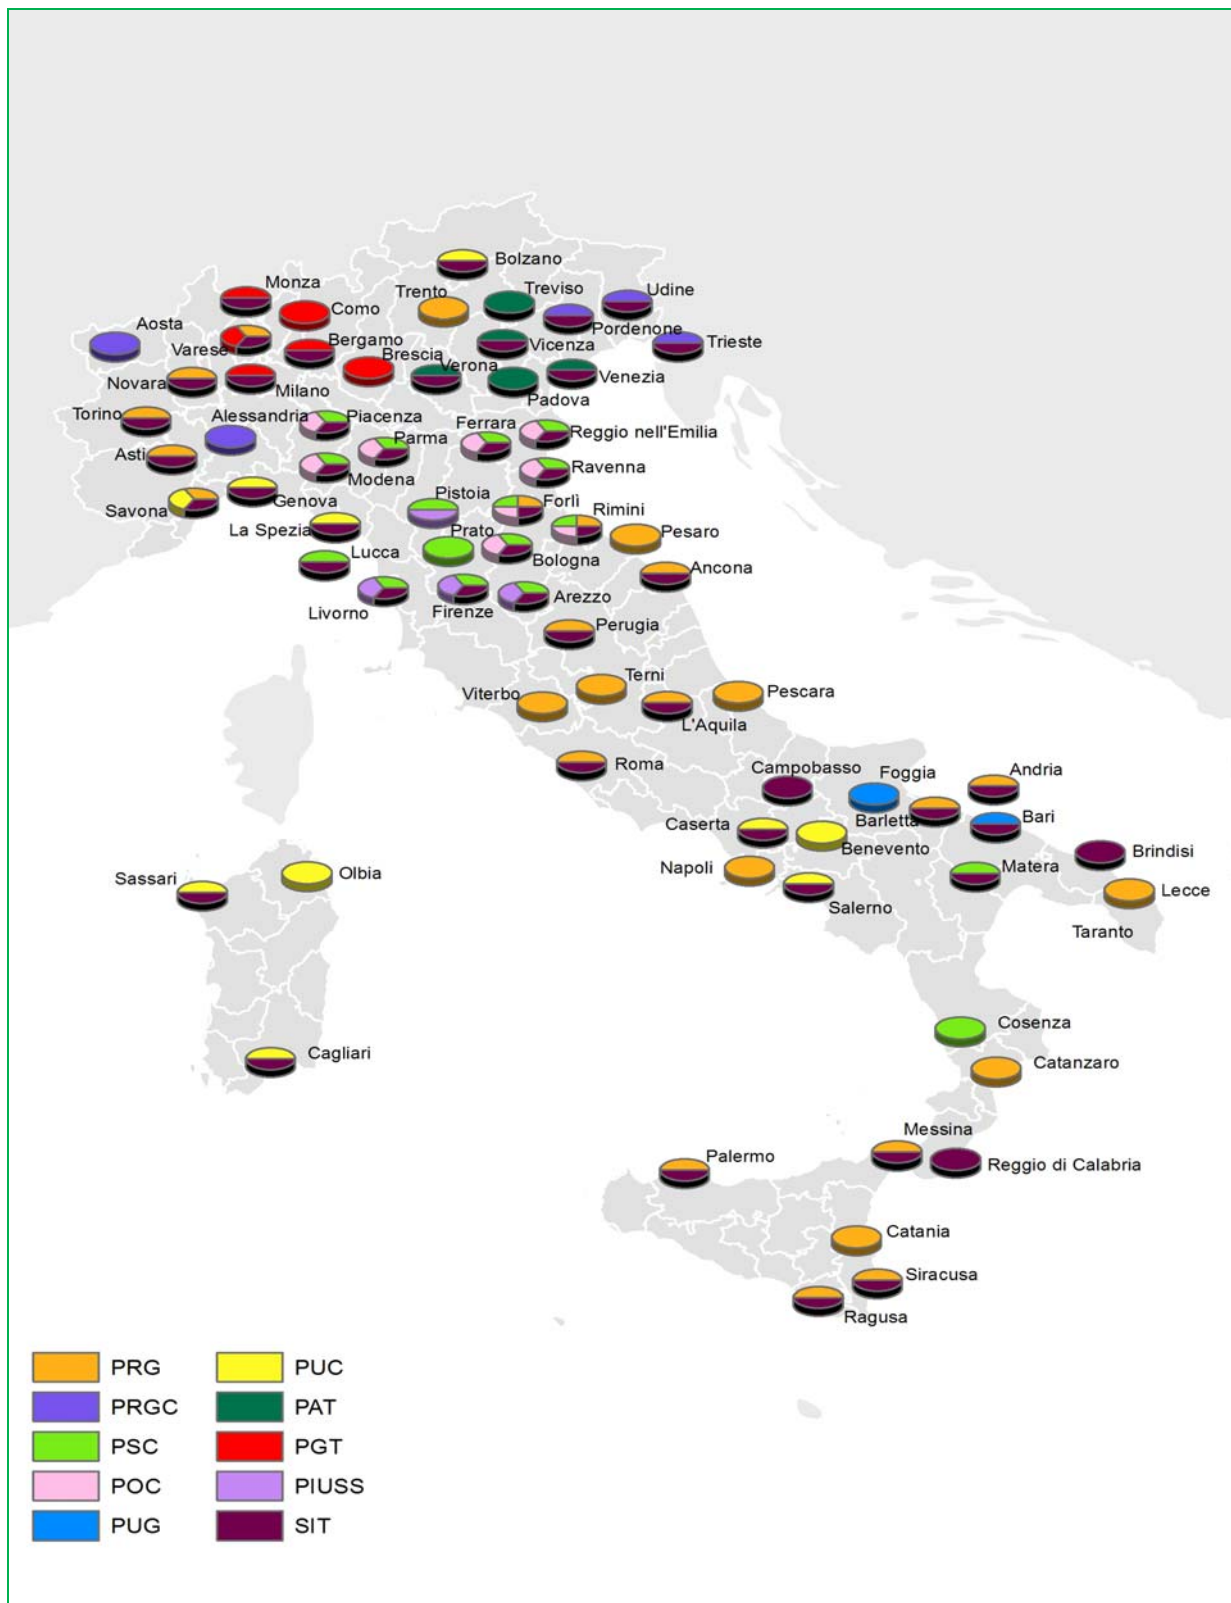 Bolzano
Monza
Treviso
Udine
Trento
Como
Aosta
Pordenone
Varese
Bergamo
Vicenza
Trieste
Brescia
Verona
Venezia
Novara
Milano
Padova
Torino
Alessandria
Piacenza
Ferrara
Reggio nell'Emilia
Parma
Asti
Ravenna
Modena
Pistoia
Genova
Forlì
Rimini
Savona
La Spezia
Prato
Pesaro
Lucca
Bologna
Ancona
Livorno
Firenze
Arezzo
Perugia
Terni
Viterbo
Pescara
L'Aquila
Roma
Campobasso
Foggia
Andria
Caserta
Barletta
Bari
Benevento
Brindisi
Napoli
Matera
Olbia
Sassari
Lecce
Salerno
Taranto
Cosenza
Cagliari
Catanzaro
Messina
Palermo
Reggio di Calabria
Catania
Siracusa
Ragusa
PRG
PUC
PRGC
PAT
PSC
PGT
POC
PIUSS
PUG
SIT